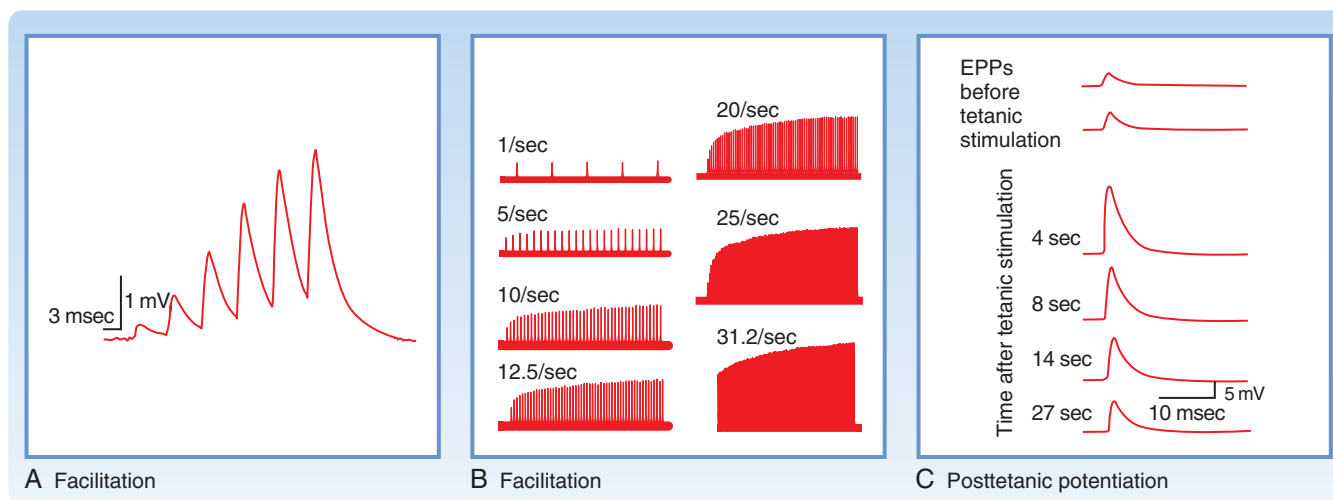 3 msec
1 mV
A Facilitation
1/sec
5/sec
10/sec
12.5/sec
20/sec
25/sec
31.2/sec
B Facilitation
EPPs
before
tetanic
stimulation
Time after tetanic stimulation
4 sec
8 sec
14 sec
27 sec
5 mV
10 msec
C Posttetanic potentiation